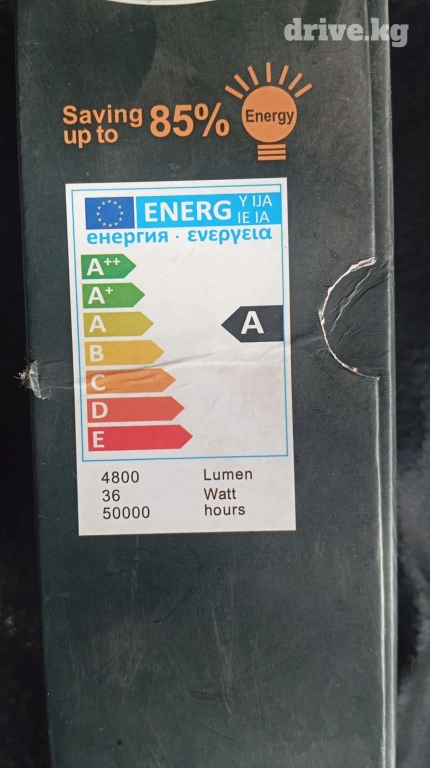 drive.kg
Saving
up to 85%
Energy
ENERG Y IJA
IE IA
енергия · ενεργεια
A++
A+
A
A
B
C
D
E
4800 Lumen
36 Watt
50000 hours